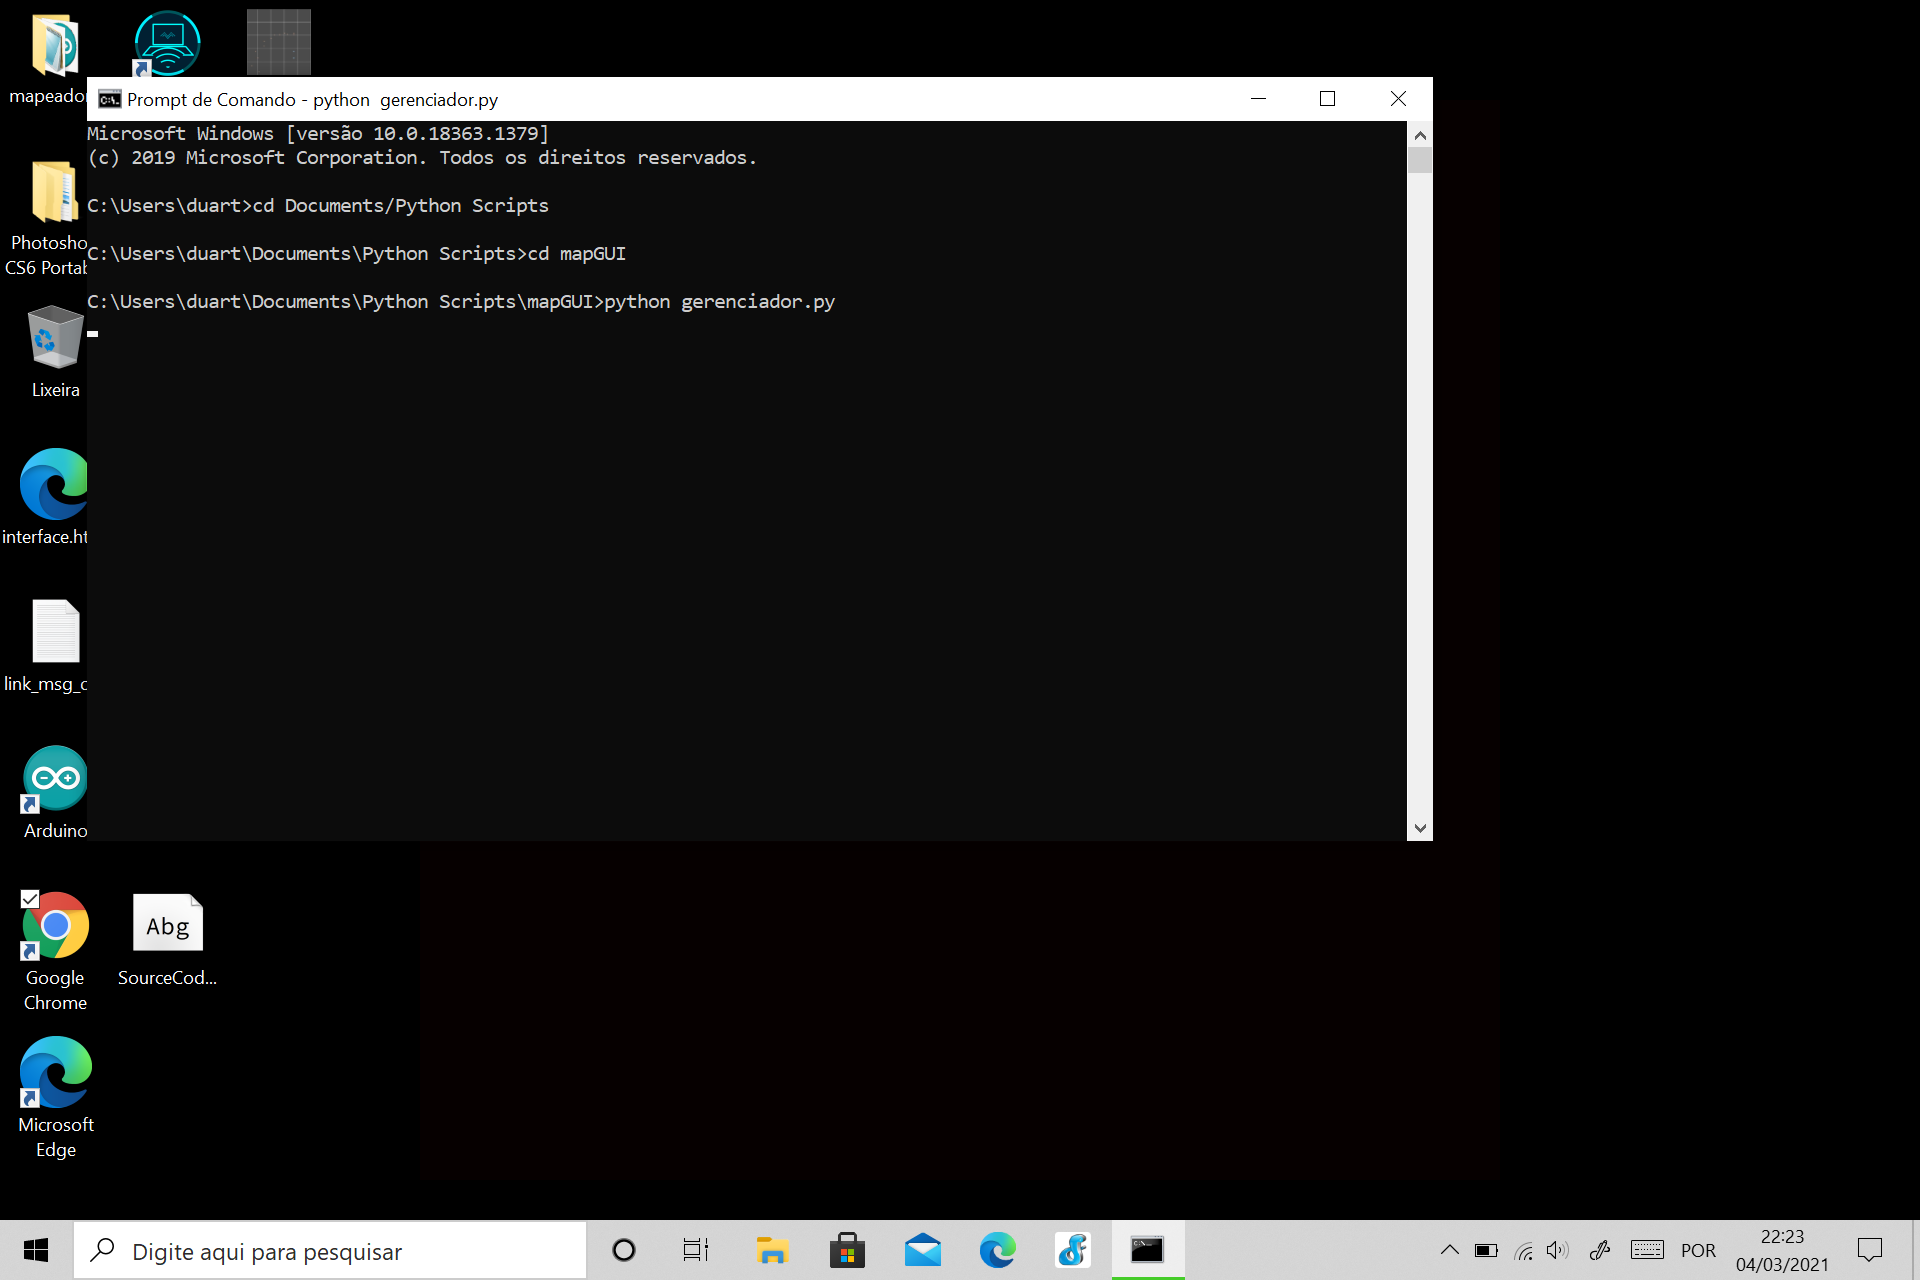 mapeador
Prompt de Comando - python  gerenciador.py
Microsoft Windows [versão 10.0.18363.1379]
(c) 2019 Microsoft Corporation. Todos os direitos reservados.
C:\Users\duart>cd Documents/Python Scripts
C:\Users\duart\Documents\Python Scripts>cd mapGUI
C:\Users\duart\Documents\Python Scripts\mapGUI>python gerenciador.py
Photosho
CS6 Portab
Lixeira
interface.ht
link_msg_
Arduino
Google
Chrome
Abg
SourceCod...
Microsoft
Edge
Digite aqui para pesquisar
POR
22:23
04/03/2021